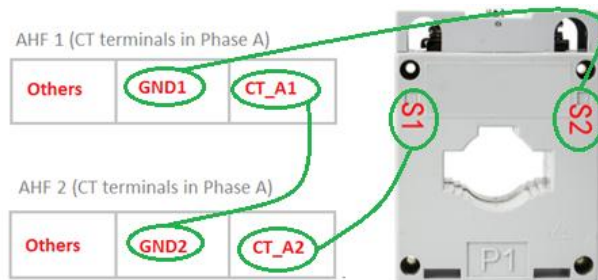 AHF 1 (CT terminals in Phase A)
Others GND1 CT_A1
S1 S2
AHF 2 (CT terminals in Phase A)
Others GND2 CT_A2
P1